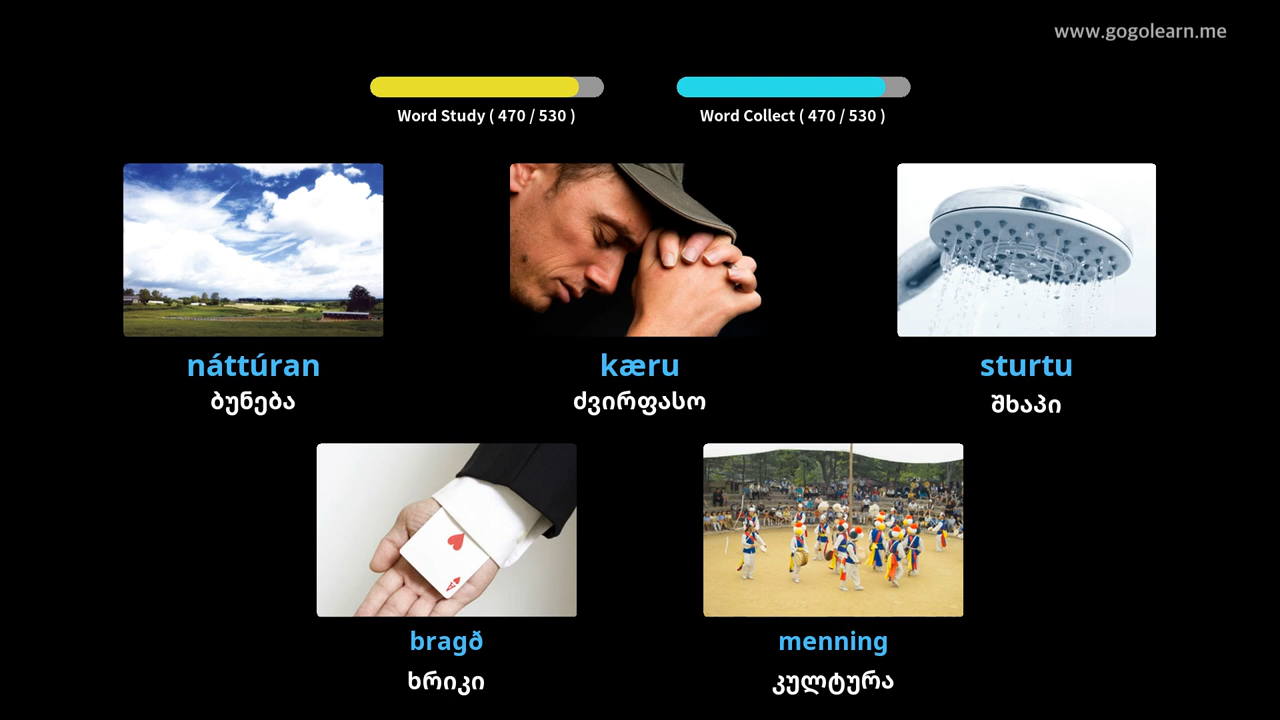 www.gogolearn.me
Word Study ( 470 / 530 )
Word Collect ( 470 / 530 )
náttúran
ბუნება
kæru
ძვირფასო
sturtu
შხაპი
bragð
ხრიკი
menning
კულტურა